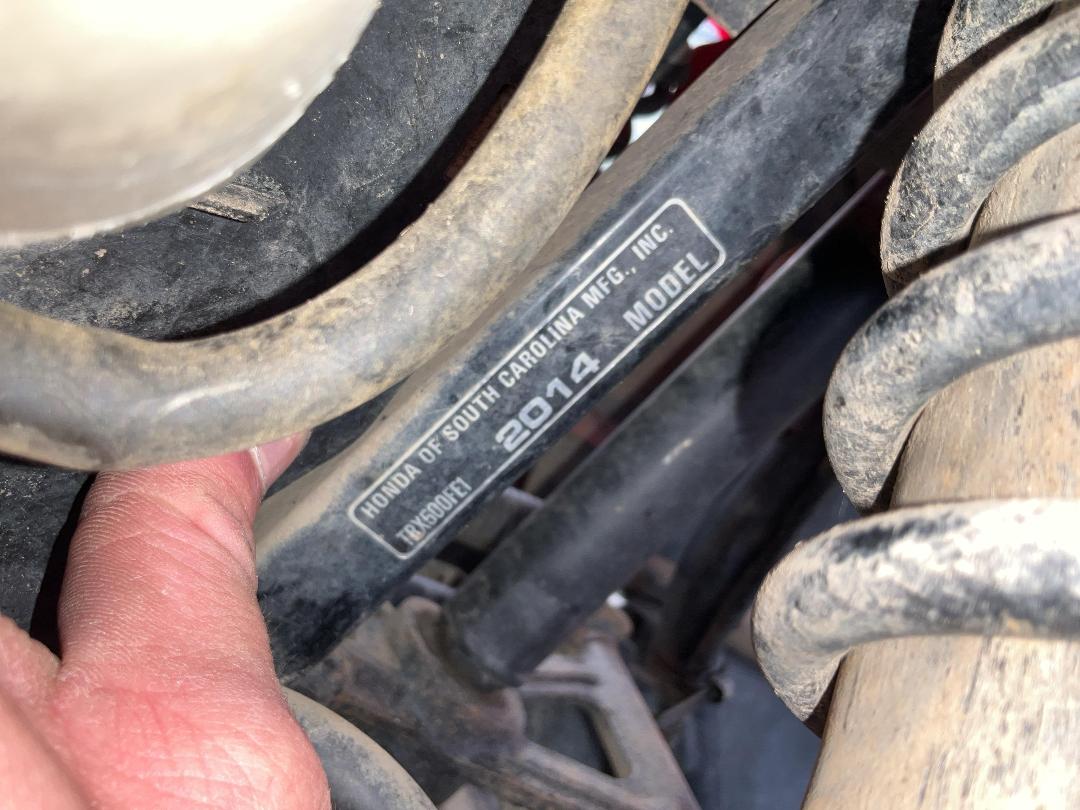 HONDA OF SOUTH CAROLINA MFG., INC.
2014 MODEL
TRX500FE1